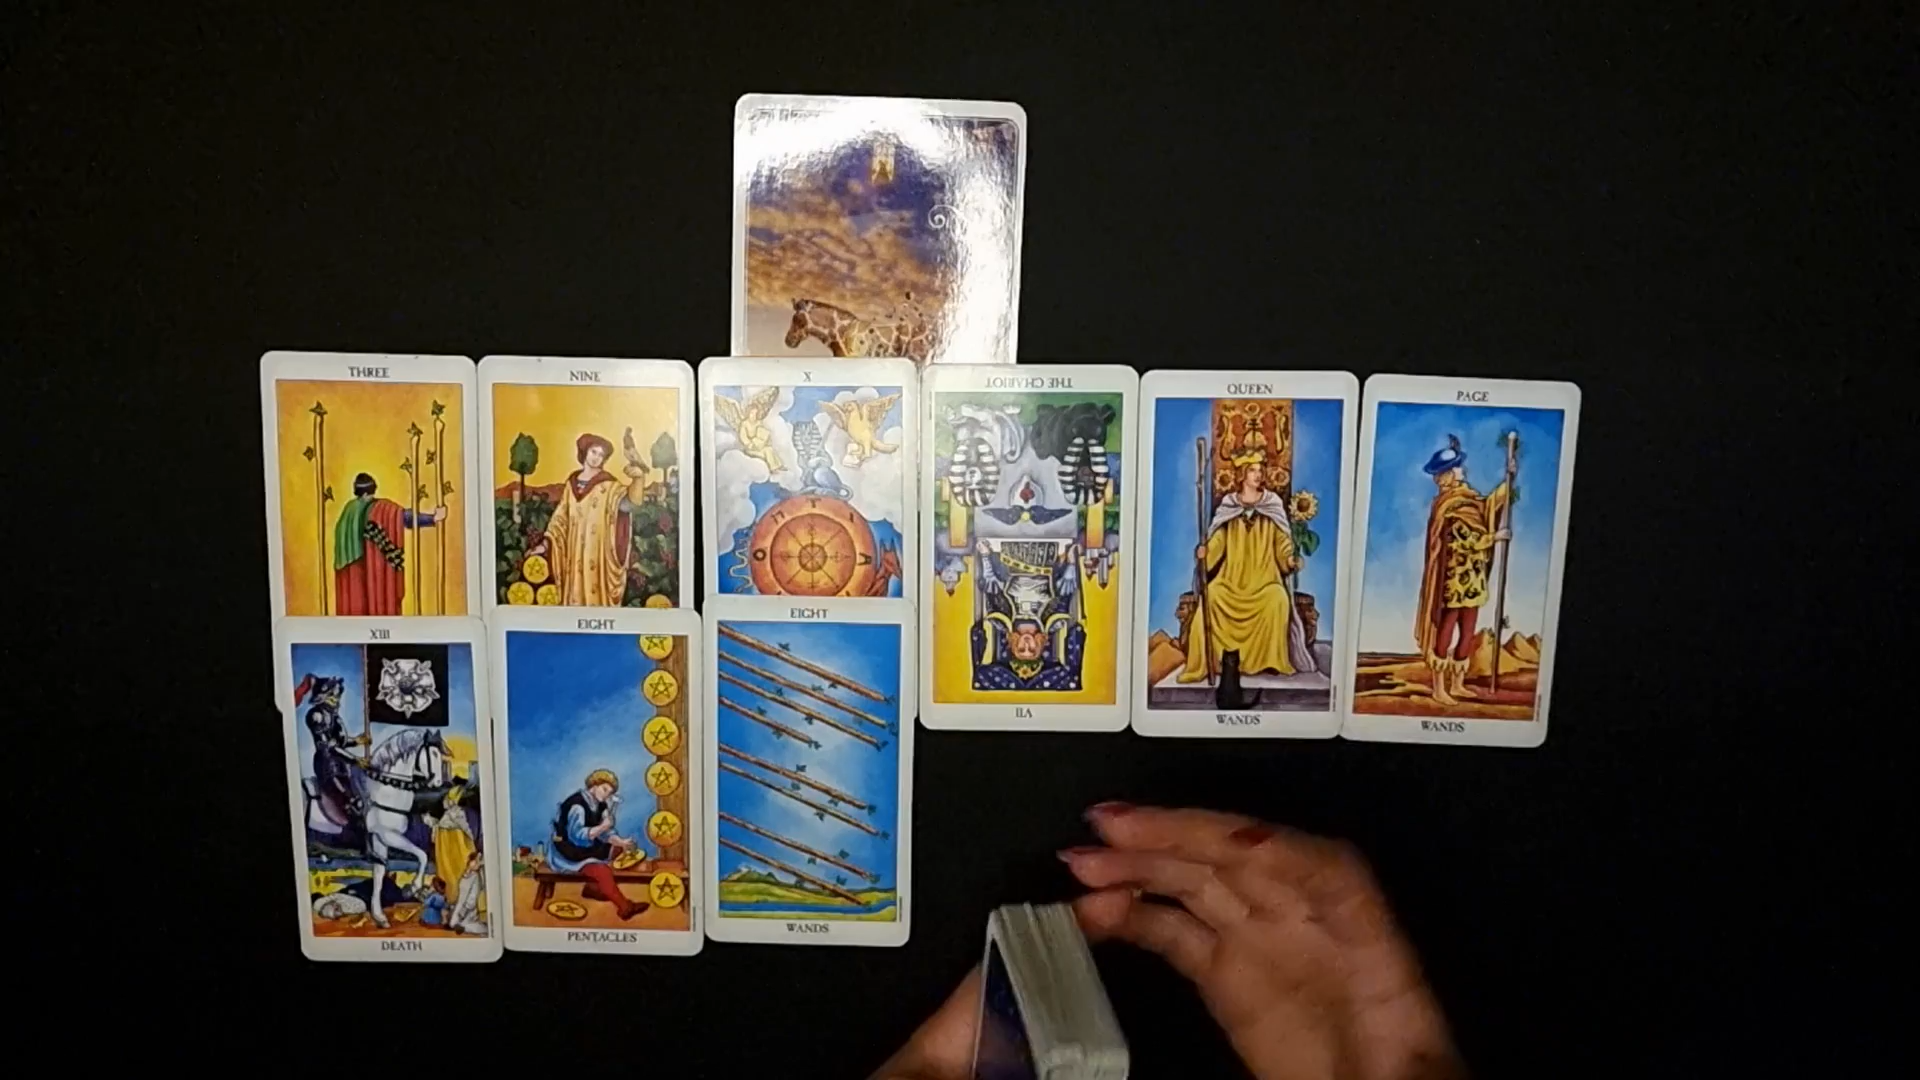 THREE
NINE
X
THE CHARIOT
QUEEN
PAGE
XIII
EIGHT
EIGHT
VII
WANDS
WANDS
DEATH
PENTACLES
WANDS